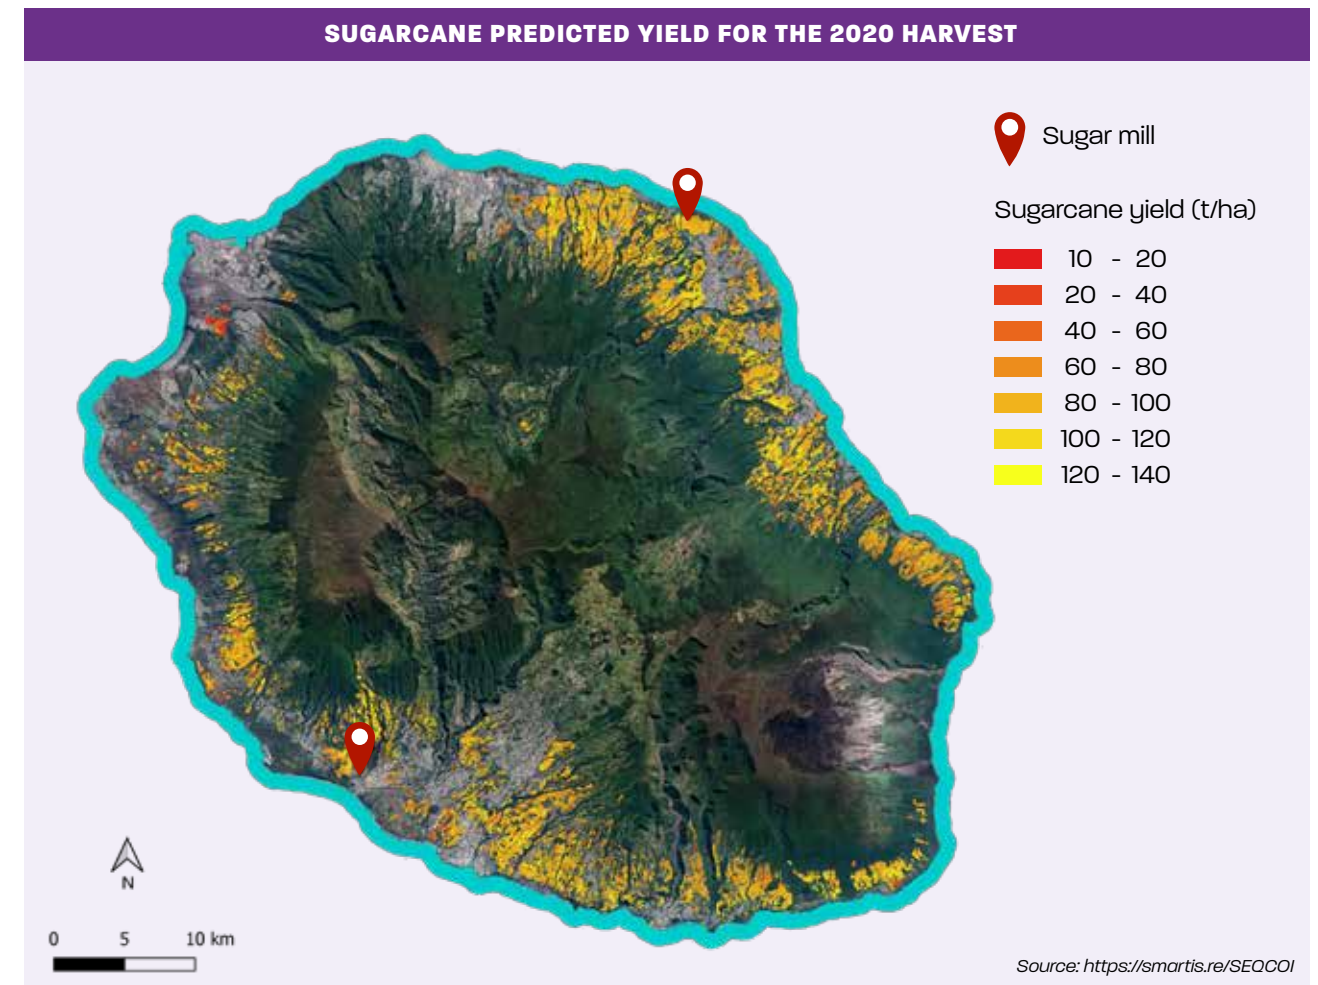 SUGARCANE PREDICTED YIELD FOR THE 2020 HARVEST
Sugar mill
Sugarcane yield (t/ha)
10 - 20
20 - 40
40 - 60
60 - 80
80 - 100
100 - 120
120 - 140
N
0 5 10 km
Source: https://smartis.re/SEQCOI